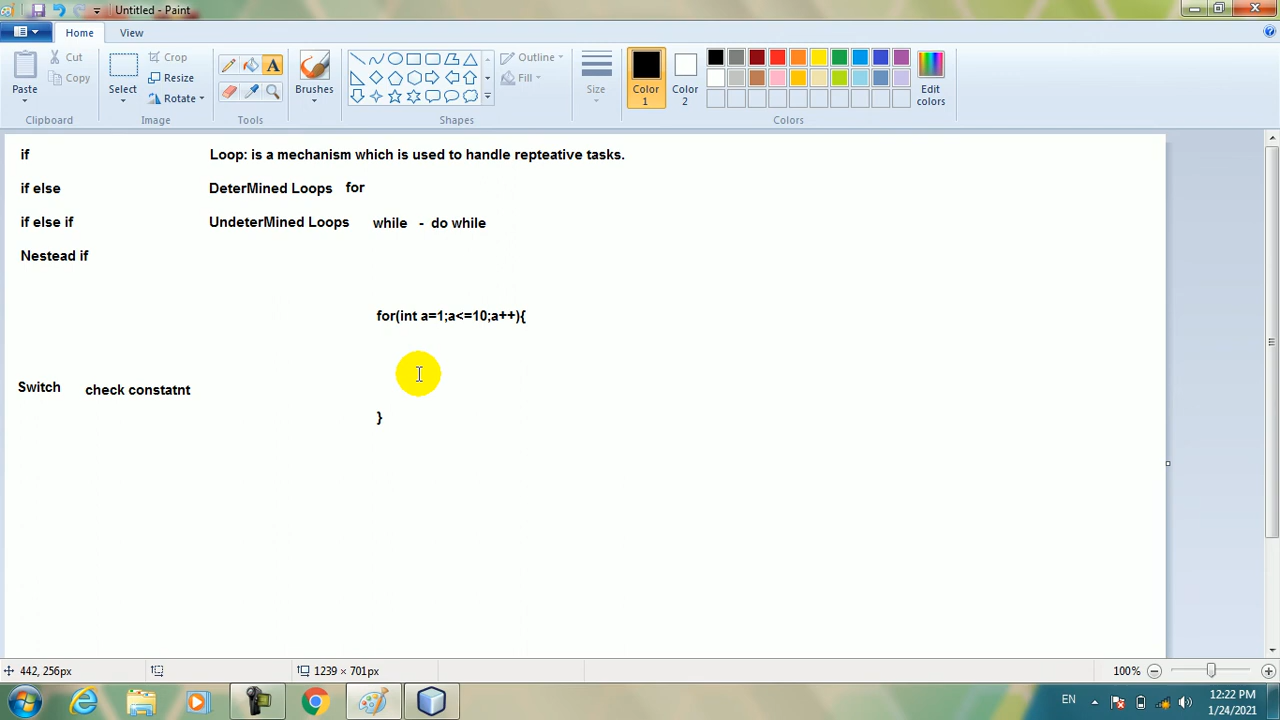 Untitled - Paint
Home
View
Paste
Cut
Copy
Clipboard
Select
Crop
Resize
Rotate
Image
A
Tools
Brushes
Outline
Fill
Shapes
Size
Color
1
Color
2
Edit
colors
Colors
if
Loop: is a mechanism which is used to handle repteative tasks.
if else
DeterMined Loops for
if else if
UndeterMined Loops while - do while
Nestead if
for(int a=1;a<=10;a++){
Switch check constatnt
}
442, 256px
1239 × 701px
100%
EN
12:22 PM
1/24/2021